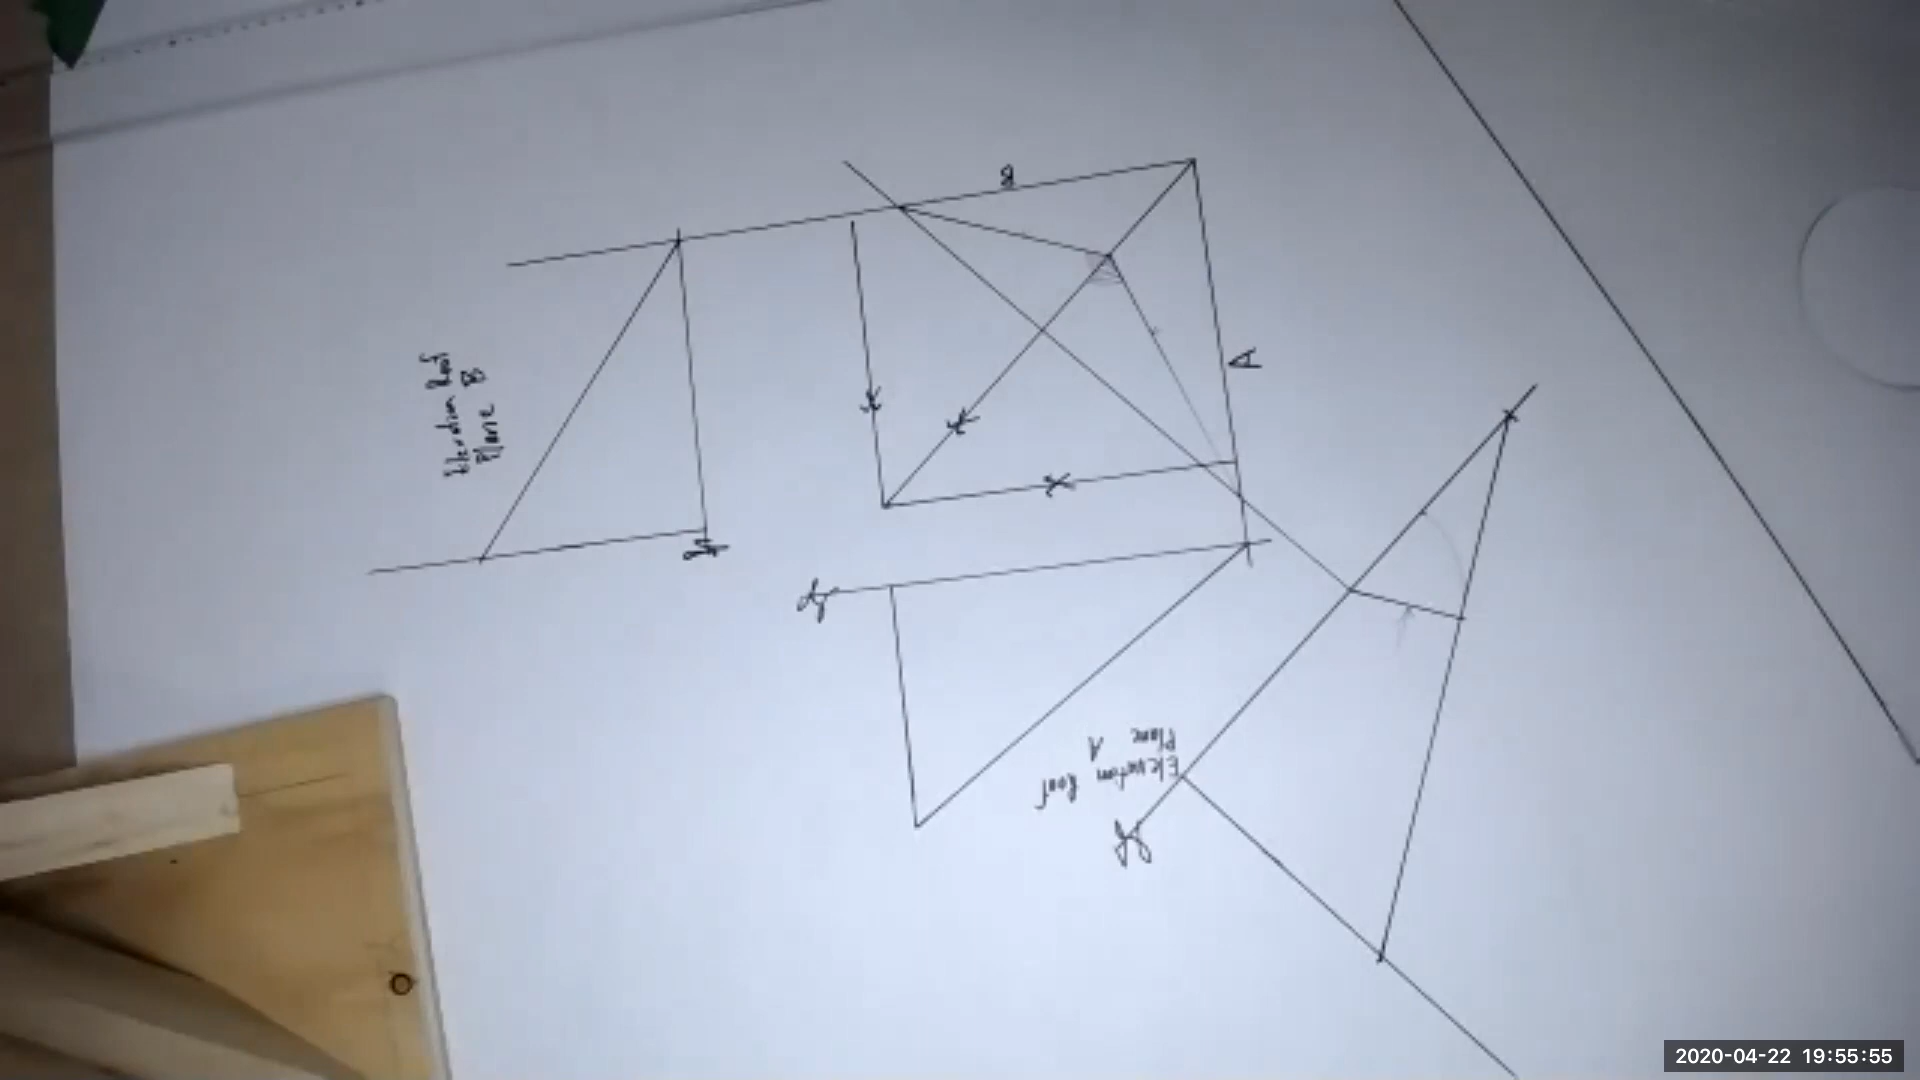 B
A
Elevation Roof
Plane B
Elevation Roof
Plane A
2020-04-22 19:55:55